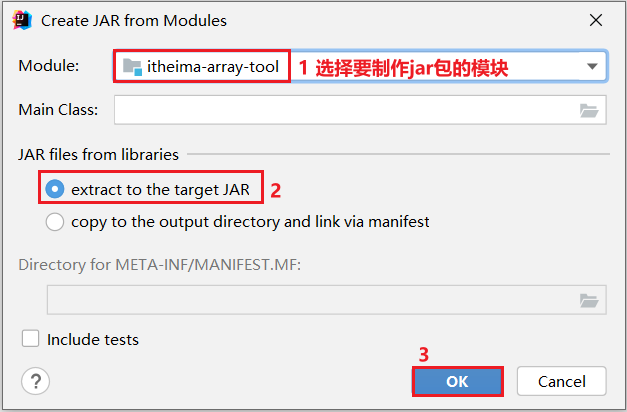 Create JAR from Modules
Module: itheima-array-tool 1 选择要制作jar包的模块
Main Class:
JAR files from libraries
extract to the target JAR 2
copy to the output directory and link via manifest
Directory for META-INF/MANIFEST.MF:
Include tests
3
? OK Cancel